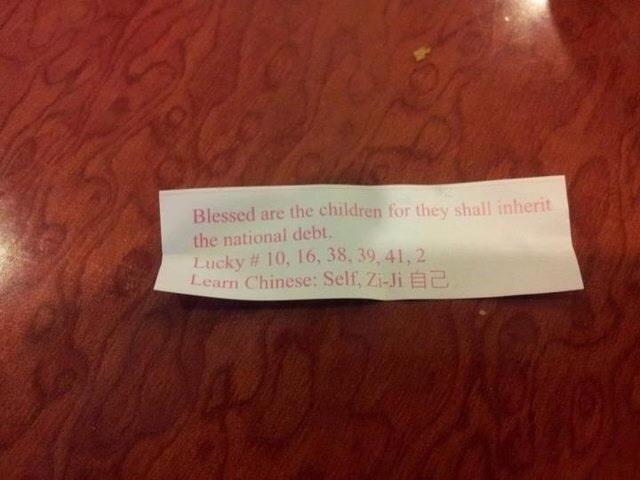 Blessed are the children for they shall inherit
the national debt.
Lucky # 10, 16, 38, 39, 41, 2
Learn Chinese: Self, Zi-Ji 自己